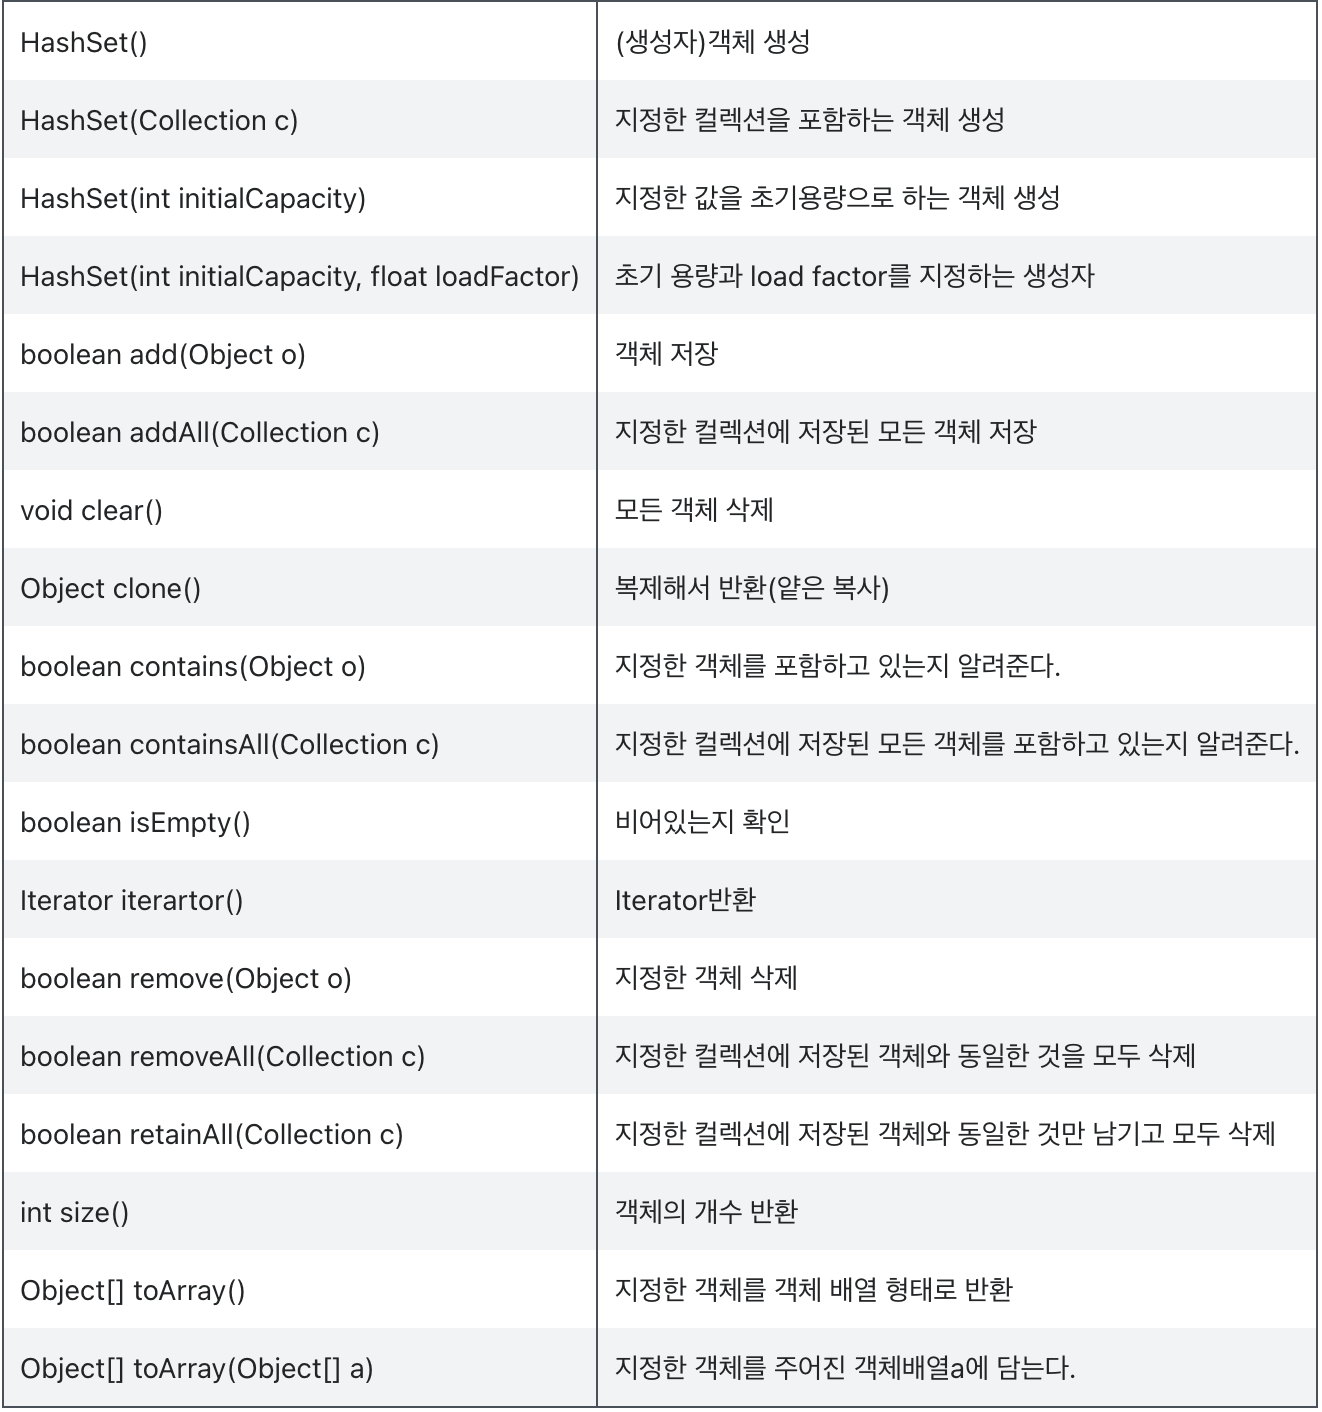 HashSet() (생성자)객체 생성
HashSet(Collection c) 지정한 컬렉션을 포함하는 객체 생성
HashSet(int initialCapacity) 지정한 값을 초기용량으로 하는 객체 생성
HashSet(int initialCapacity, float loadFactor) 초기 용량과 load factor를 지정하는 생성자
boolean add(Object o) 객체 저장
boolean addAll(Collection c) 지정한 컬렉션에 저장된 모든 객체 저장
void clear() 모든 객체 삭제
Object clone() 복제해서 반환(얕은 복사)
boolean contains(Object o) 지정한 객체를 포함하고 있는지 알려준다.
boolean containsAll(Collection c) 지정한 컬렉션에 저장된 모든 객체를 포함하고 있는지 알려준다.
boolean isEmpty() 비어있는지 확인
Iterator iterartor() Iterator반환
boolean remove(Object o) 지정한 객체 삭제
boolean removeAll(Collection c) 지정한 컬렉션에 저장된 객체와 동일한 것을 모두 삭제
boolean retainAll(Collection c) 지정한 컬렉션에 저장된 객체와 동일한 것만 남기고 모두 삭제
int size() 객체의 개수 반환
Object[] toArray() 지정한 객체를 객체 배열 형태로 반환
Object[] toArray(Object[] a) 지정한 객체를 주어진 객체배열a에 담는다.